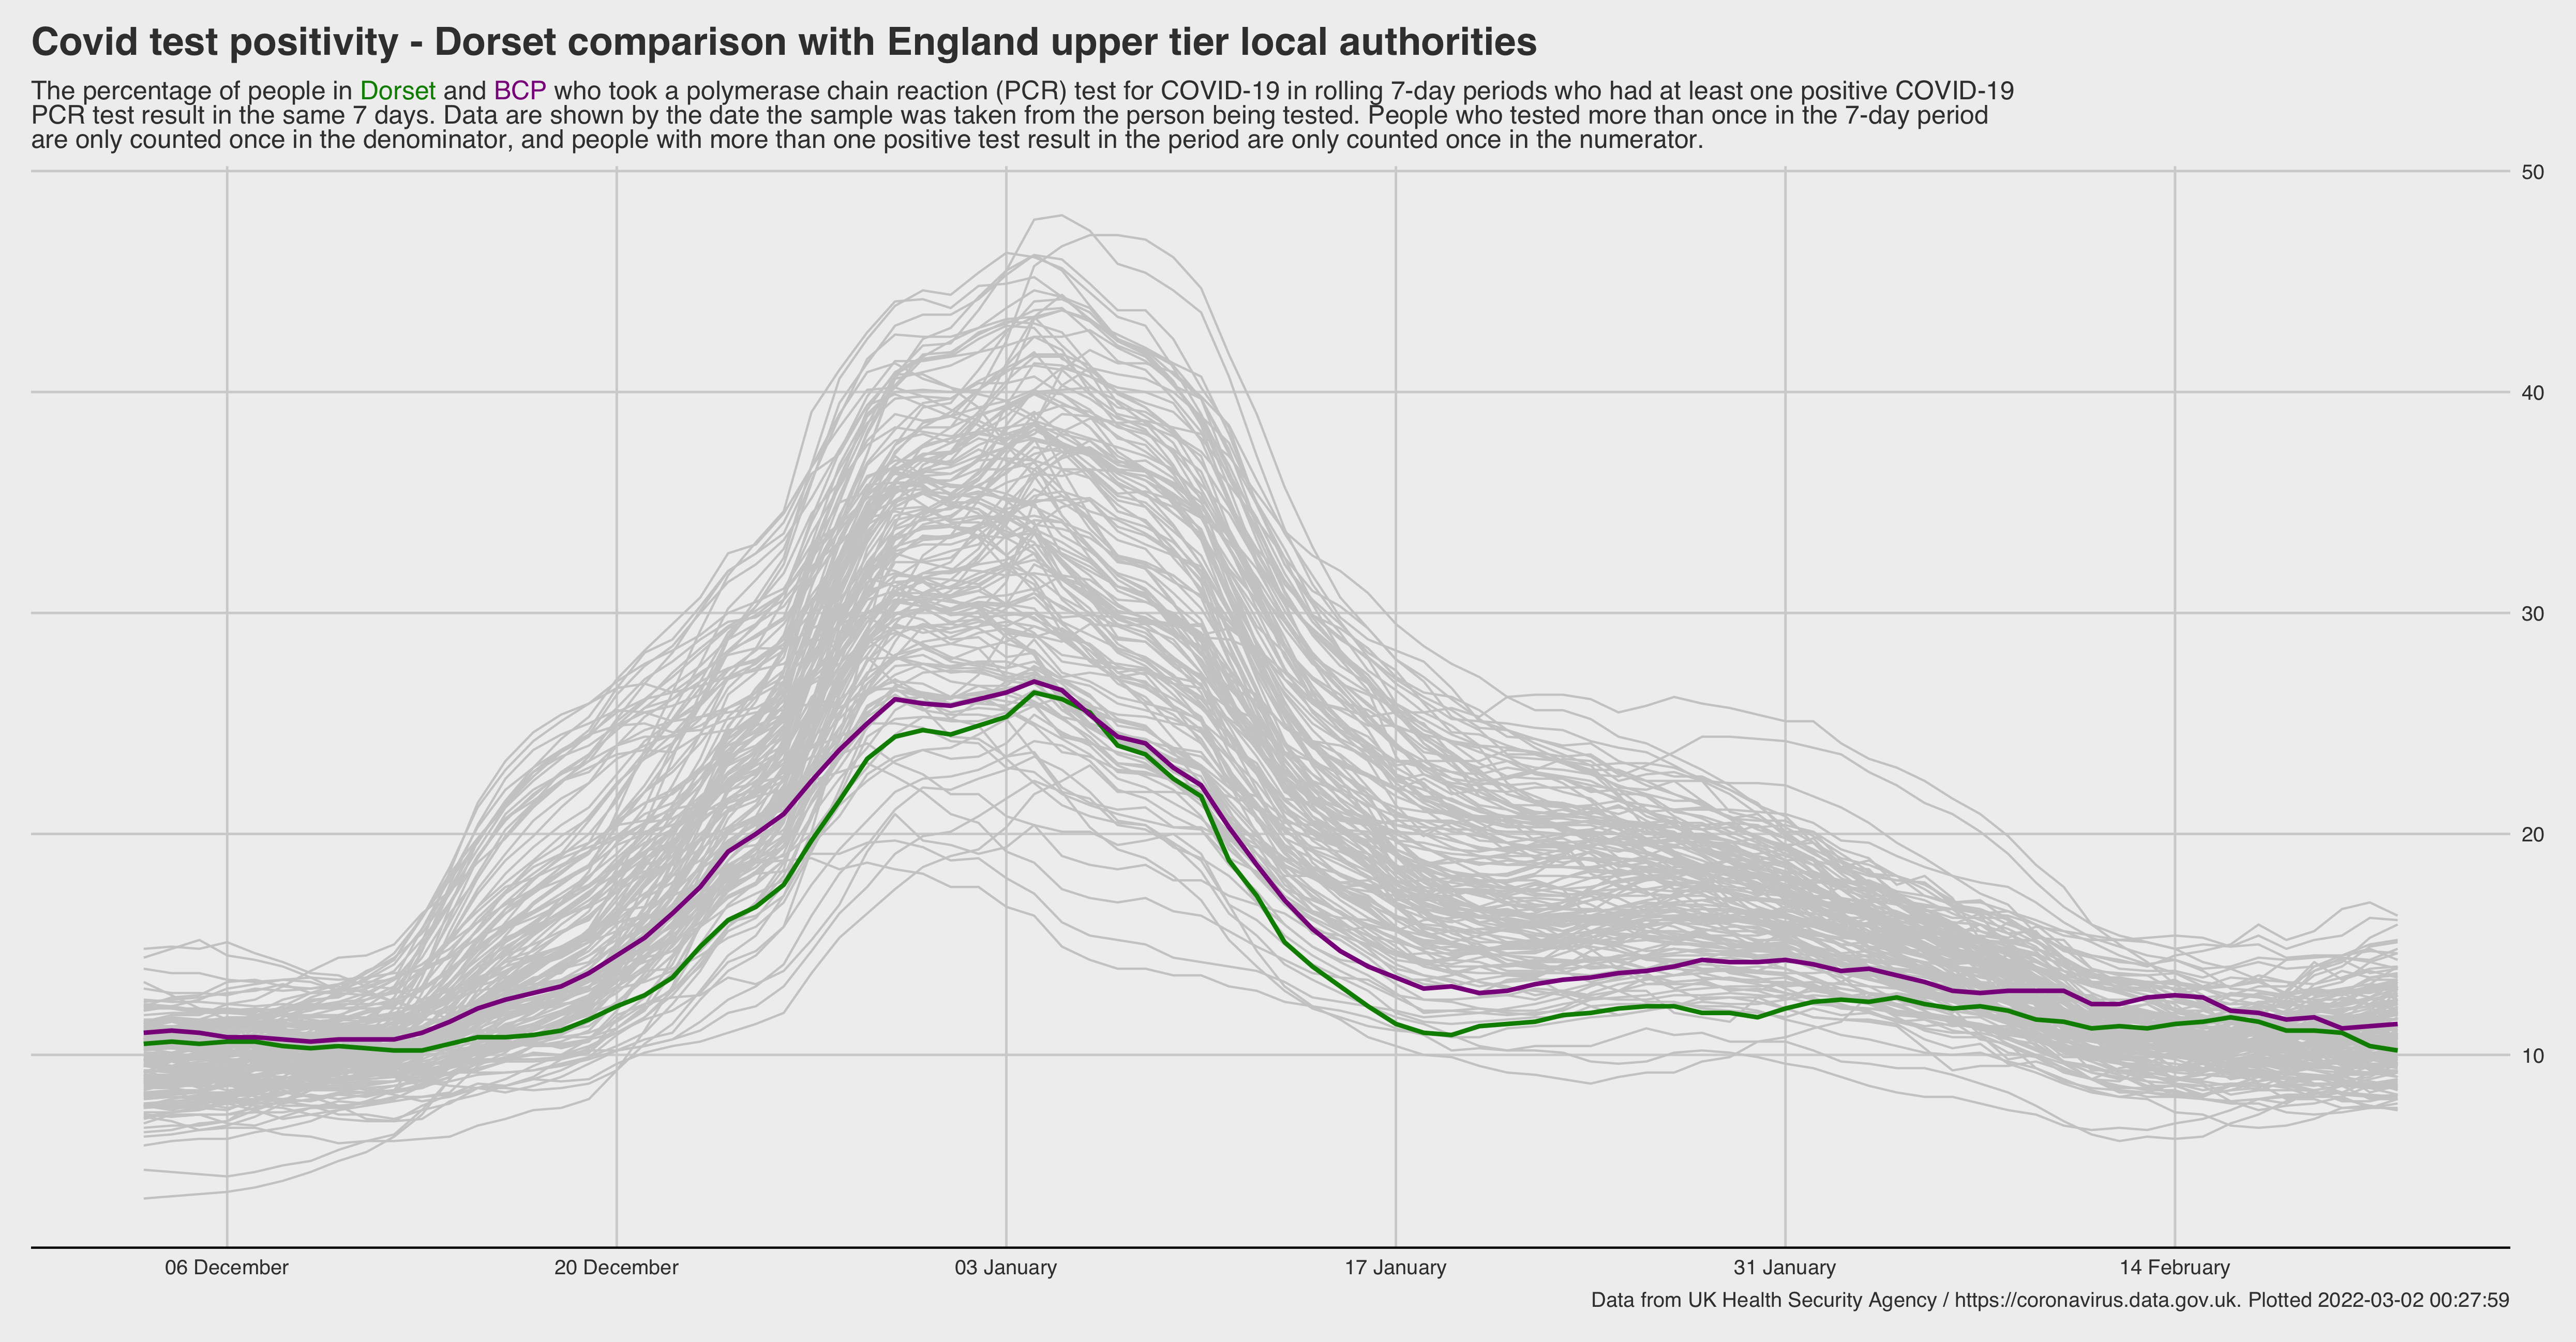 Covid test positivity - Dorset comparison with England upper tier local authorities
The percentage of people in Dorset and BCP who took a polymerase chain reaction (PCR) test for COVID-19 in rolling 7-day periods who had at least one positive COVID-19
PCR test result in the same 7 days. Data are shown by the date the sample was taken from the person being tested. People who tested more than once in the 7-day period
are only counted once in the denominator, and people with more than one positive test result in the period are only counted once in the numerator.
50
40
30
20
10
06 December
20 December
03 January
17 January
31 January
14 February
Data from UK Health Security Agency / https://coronavirus.data.gov.uk. Plotted 2022-03-02 00:27:59